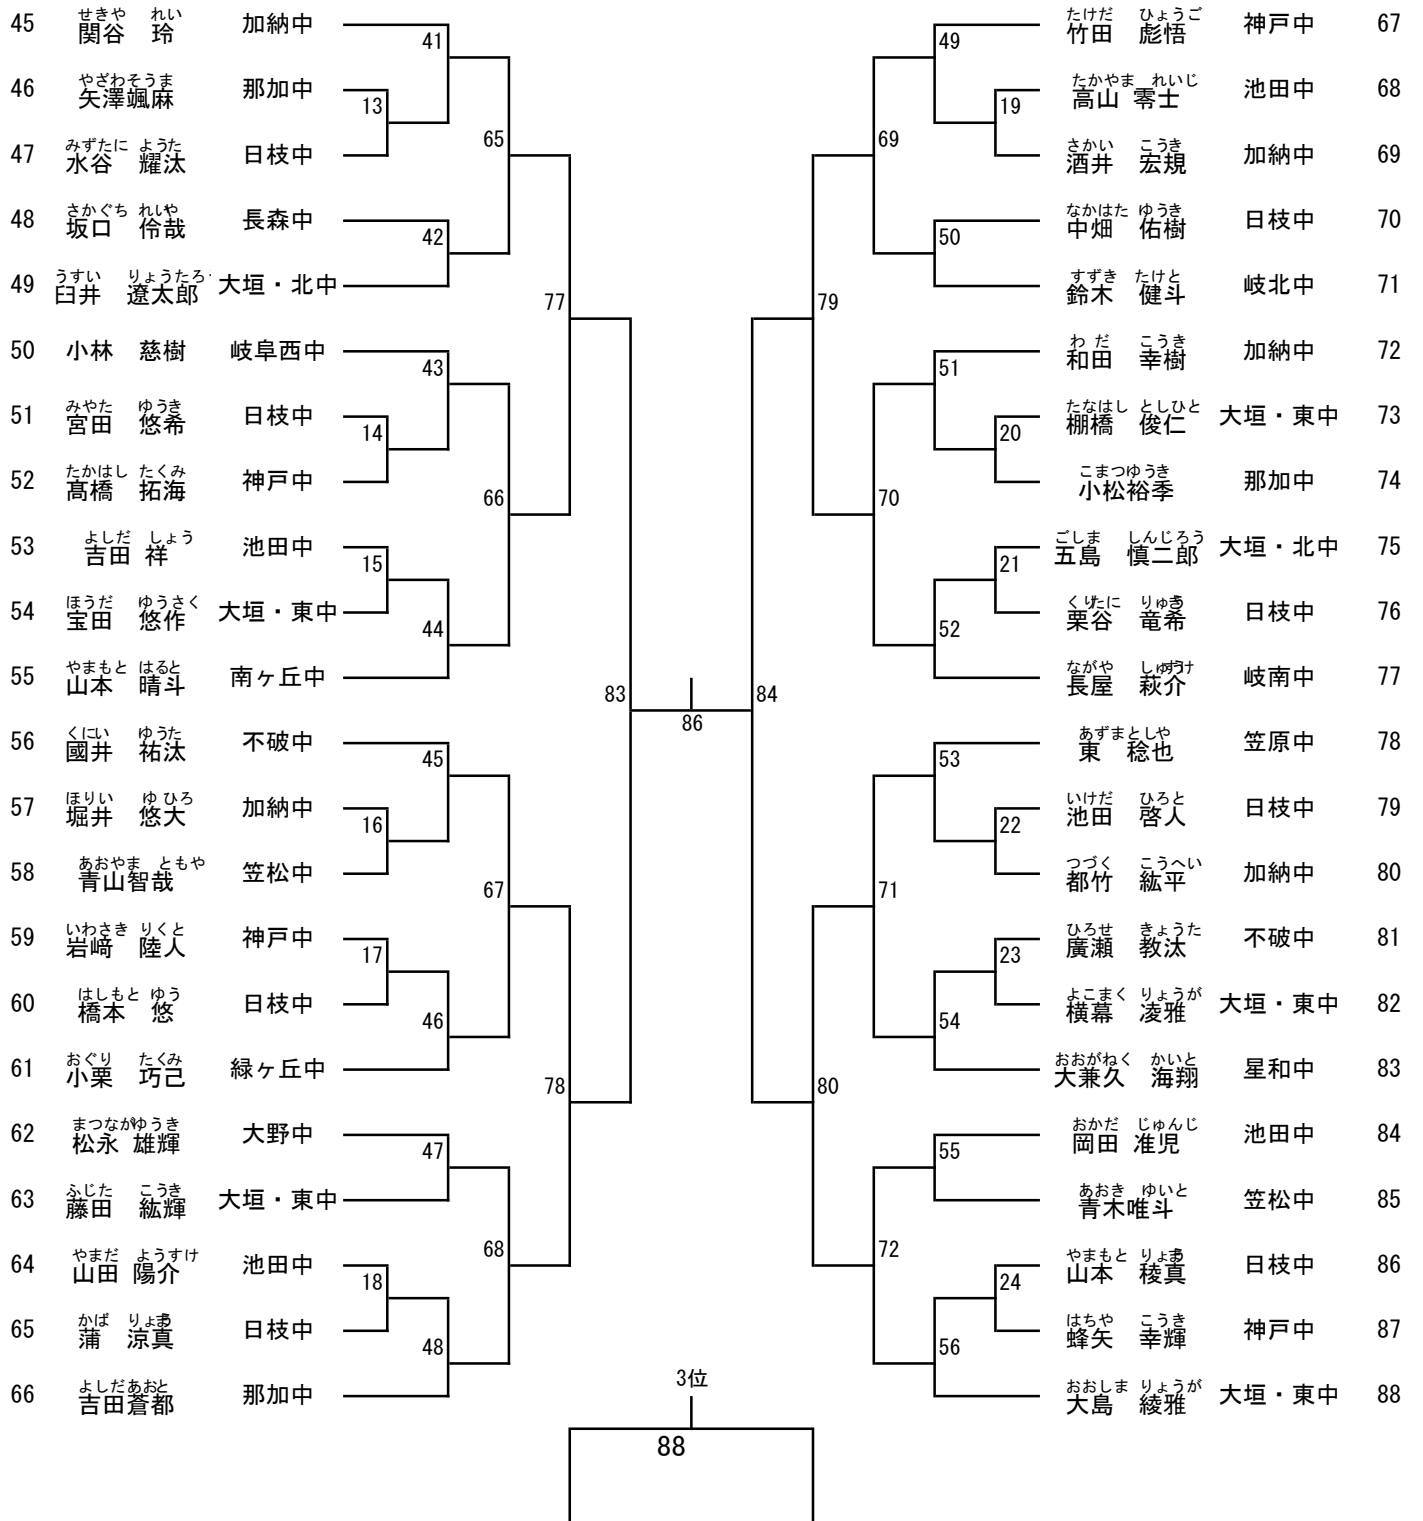 せきや れい
45 関谷 玲 加納中
やざわそうま
46 矢澤颯麻 那加中
みずたに ようた
47 水谷 耀汰 日枝中
さかぐち れいや
48 坂口 伶哉 長森中
うすい りょうたろ
49 臼井 遼太郎 大垣・北中
50 小林 慈樹 岐阜西中
みやた ゆうき
51 宮田 悠希 日枝中
たかはし たくみ
52 髙橋 拓海 神戸中
よしだ しょう
53 吉田 祥 池田中
ほうだ ゆうさく
54 宝田 悠作 大垣・東中
やまもと はると
55 山本 晴斗 南ヶ丘中
くにい ゆうた
56 國井 祐汰 不破中
ほりい ゆひろ
57 堀井 悠大 加納中
あおやま ともや
58 青山智哉 笠松中
いわさき りくと
59 岩﨑 陸人 神戸中
はしもと ゆう
60 橋本 悠 日枝中
おぐり たくみ
61 小栗 巧己 緑ヶ丘中
まつながゆうき
62 松永 雄輝 大野中
ふじた こうき
63 藤田 紘輝 大垣・東中
やまだ ようすけ
64 山田 陽介 池田中
かば りょうま
65 蒲 涼真 日枝中
よしだあおと
66 吉田蒼都 那加中
41
13
42
43
14
15
44
45
16
17
46
47
18
48
65
66
67
68
77
78
83
86
84
79
80
69
70
71
72
49
19
50
51
20
21
52
53
22
23
54
55
24
56
たけだ ひょうご
竹田 彪悟 神戸中 67
たかやま れいじ
高山 零士 池田中 68
さかい こうき
酒井 宏規 加納中 69
なかはた ゆうき
中畑 佑樹 日枝中 70
すずき たけと
鈴木 健斗 岐北中 71
わだ こうき
和田 幸樹 加納中 72
たなはし としひと
棚橋 俊仁 大垣・東中 73
こまつゆうき
小松裕季 那加中 74
ごしま しんじろう
五島 慎二郎 大垣・北中 75
くりたに りゅうき
栗谷 竜希 日枝中 76
ながや しゅうすけ
長屋 萩介 岐南中 77
あずまとしや
東 稔也 笠原中 78
いけだ ひろと
池田 啓人 日枝中 79
つづく こうへい
都竹 紘平 加納中 80
ひろせ きょうた
廣瀬 教汰 不破中 81
よこまく りょうが
横幕 凌雅 大垣・東中 82
おおがねく かいと
大兼久 海翔 星和中 83
おかだ じゅんじ
岡田 准児 池田中 84
あおき ゆいと
青木唯斗 笠松中 85
やまもと りょうま
山本 稜真 日枝中 86
はちや こうき
蜂矢 幸輝 神戸中 87
おおしま りょうが
大島 綾雅 大垣・東中 88
3位
88